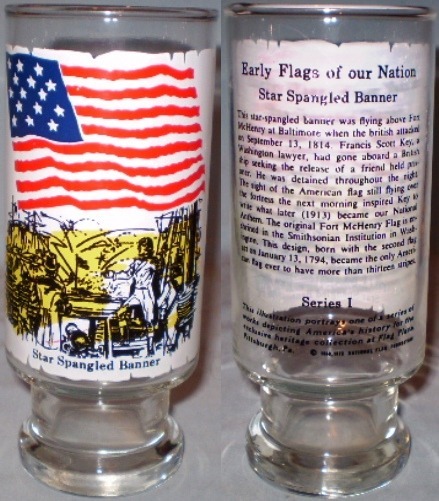 Star Spangled Banner
Early Flags of our Nation
Star Spangled Banner
This star-spangled banner was flying above Fort
McHenry at Baltimore when the british attacked
on September 13, 1814. Francis Scott Key, a
Washington lawyer, had gone aboard a British
ship seeking the release of a friend held
He was detained throughout the night.
The sight of the American flag still flying over
the fortress the next morning inspired Key to
write what later (1913) became our National
Anthem. The original Fort McHenry Flag is
in the Smithsonian Institution in
This design, born with the second flag
act on January 13, 1794, became the only
flag ever to have more than thirteen stripes.
Series I
This illustration portrays one of a series of
works depicting America's history for the
exclusive heritage collection at Flag Plaza,
Pittsburgh, Pa.
NATIONAL FLAG FOUNDATION